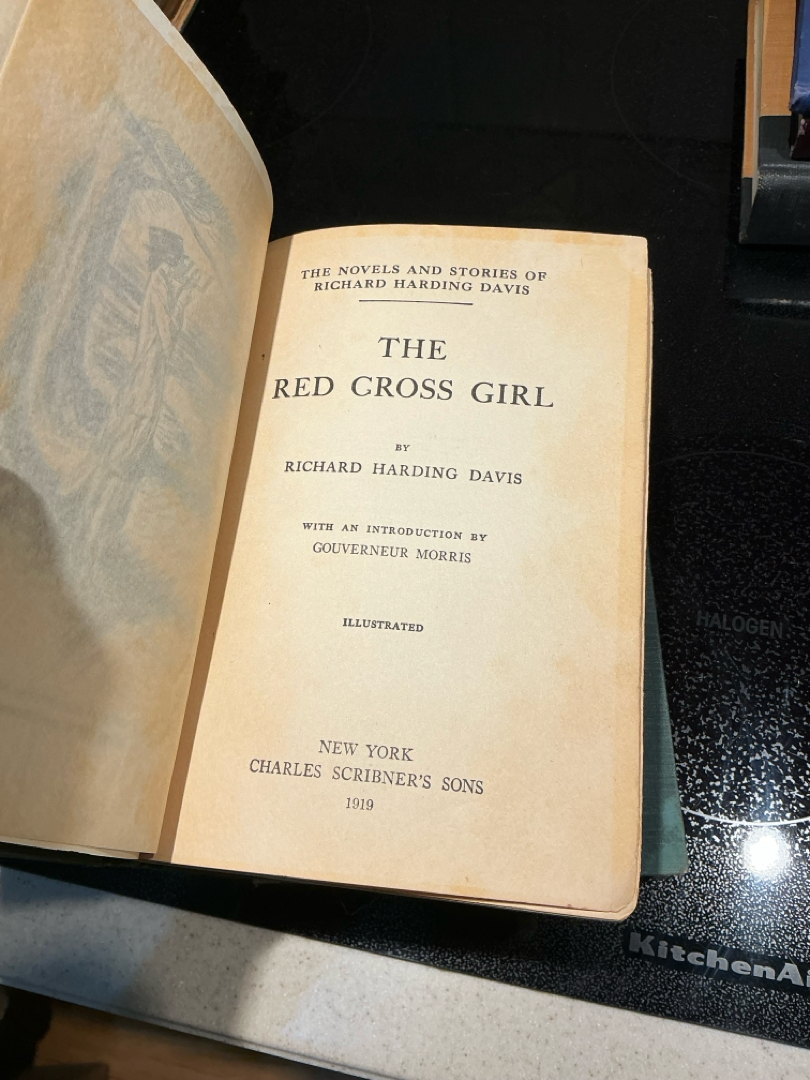 THE NOVELS AND STORIES OF
RICHARD HARDING DAVIS
THE
RED CROSS GIRL
BY
RICHARD HARDING DAVIS
WITH AN INTRODUCTION BY
GOUVERNEUR MORRIS
ILLUSTRATED
NEW YORK
CHARLES SCRIBNER'S SONS
1919
HALOGEN
KitchenAi